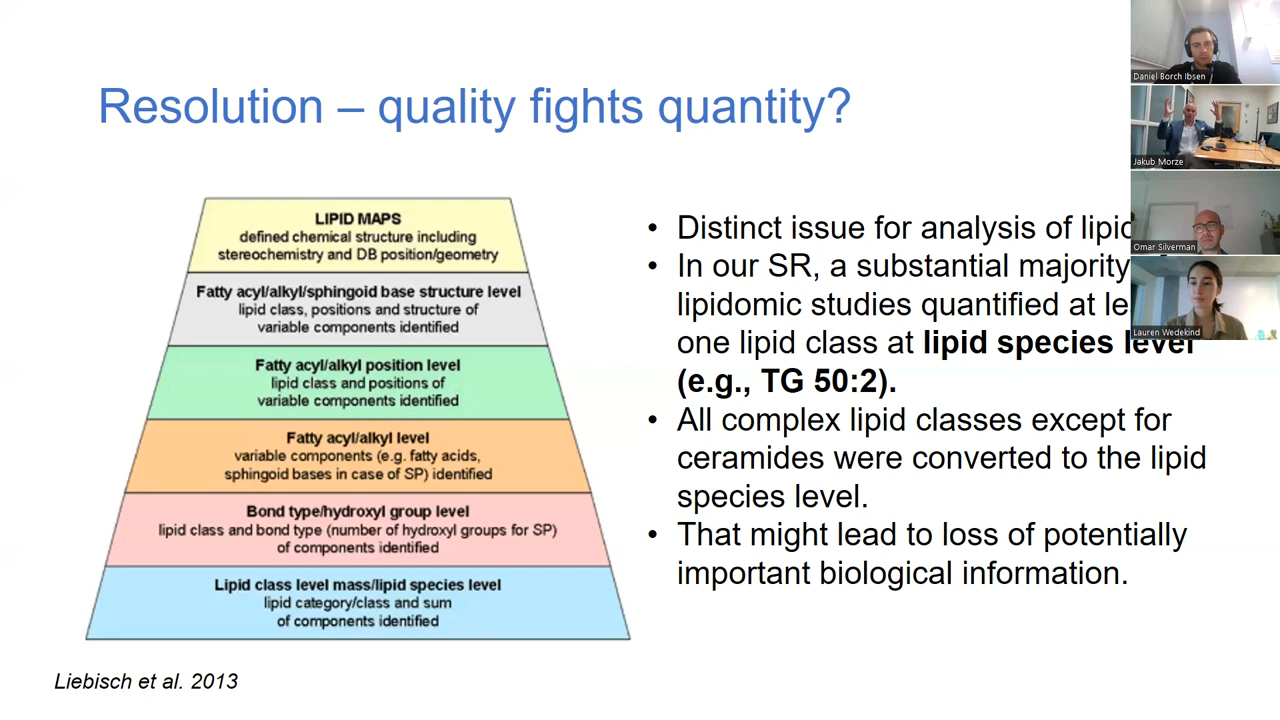 Resolution – quality fights quantity?
LIPID MAPS
defined chemical structure including
stereochemistry and DB position/geometry
Fatty acyl/alkyl/sphingoid base structure level
lipid class, positions and structure of
variable components identified
Fatty acyl/alkyl position level
lipid class and positions of
variable components identified
Fatty acyl/alkyl level
variable components (e.g. fatty acids,
sphingoid bases in case of SP) identified
Bond type/hydroxyl group level
lipid class and bond type (number of hydroxyl groups for SP)
of components identified
Lipid class level mass/lipid species level
lipid category/class and sum
of components identified
Liebisch et al. 2013
• Distinct issue for analysis of
• In our SR, a substantial majority
lipidomic studies quantified at
one lipid class at lipid species level
(e.g., TG 50:2).
• All complex lipid classes except for
ceramides were converted to the lipid
species level.
• That might lead to loss of potentially
important biological information.
Daniel Borch Ibsen
Jakub Morze
Omar Silverman
Lauren Wedekind